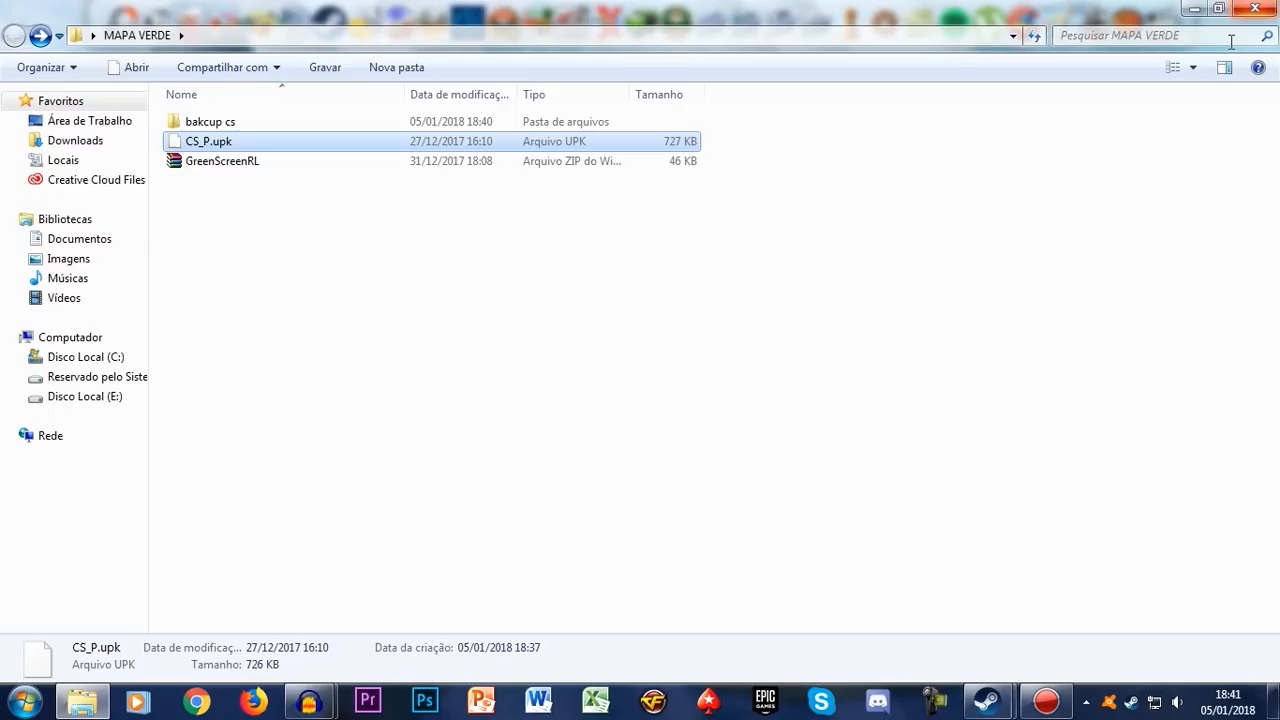 MAPA VERDE
Pesquisar MAPA VERDE
Organizar Abrir Compartilhar com Gravar Nova pasta
Nome Data de modificaç... Tipo Tamanho
bakcup cs 05/01/2018 18:40 Pasta de arquivos
CS_P.upk 27/12/2017 16:10 Arquivo UPK 727 KB
GreenScreenRL 31/12/2017 18:08 Arquivo ZIP do Wi... 46 KB
Favoritos
Área de Trabalho
Downloads
Locais
Creative Cloud Files
Bibliotecas
Documentos
Imagens
Músicas
Vídeos
Computador
Disco Local (C:)
Reservado pelo Siste
Disco Local (E:)
Rede
CS_P.upk Data de modificaç... 27/12/2017 16:10 Data da criação: 05/01/2018 18:37
Arquivo UPK Tamanho: 726 KB
Pr Ps EPIC GAMES
18:41
05/01/2018